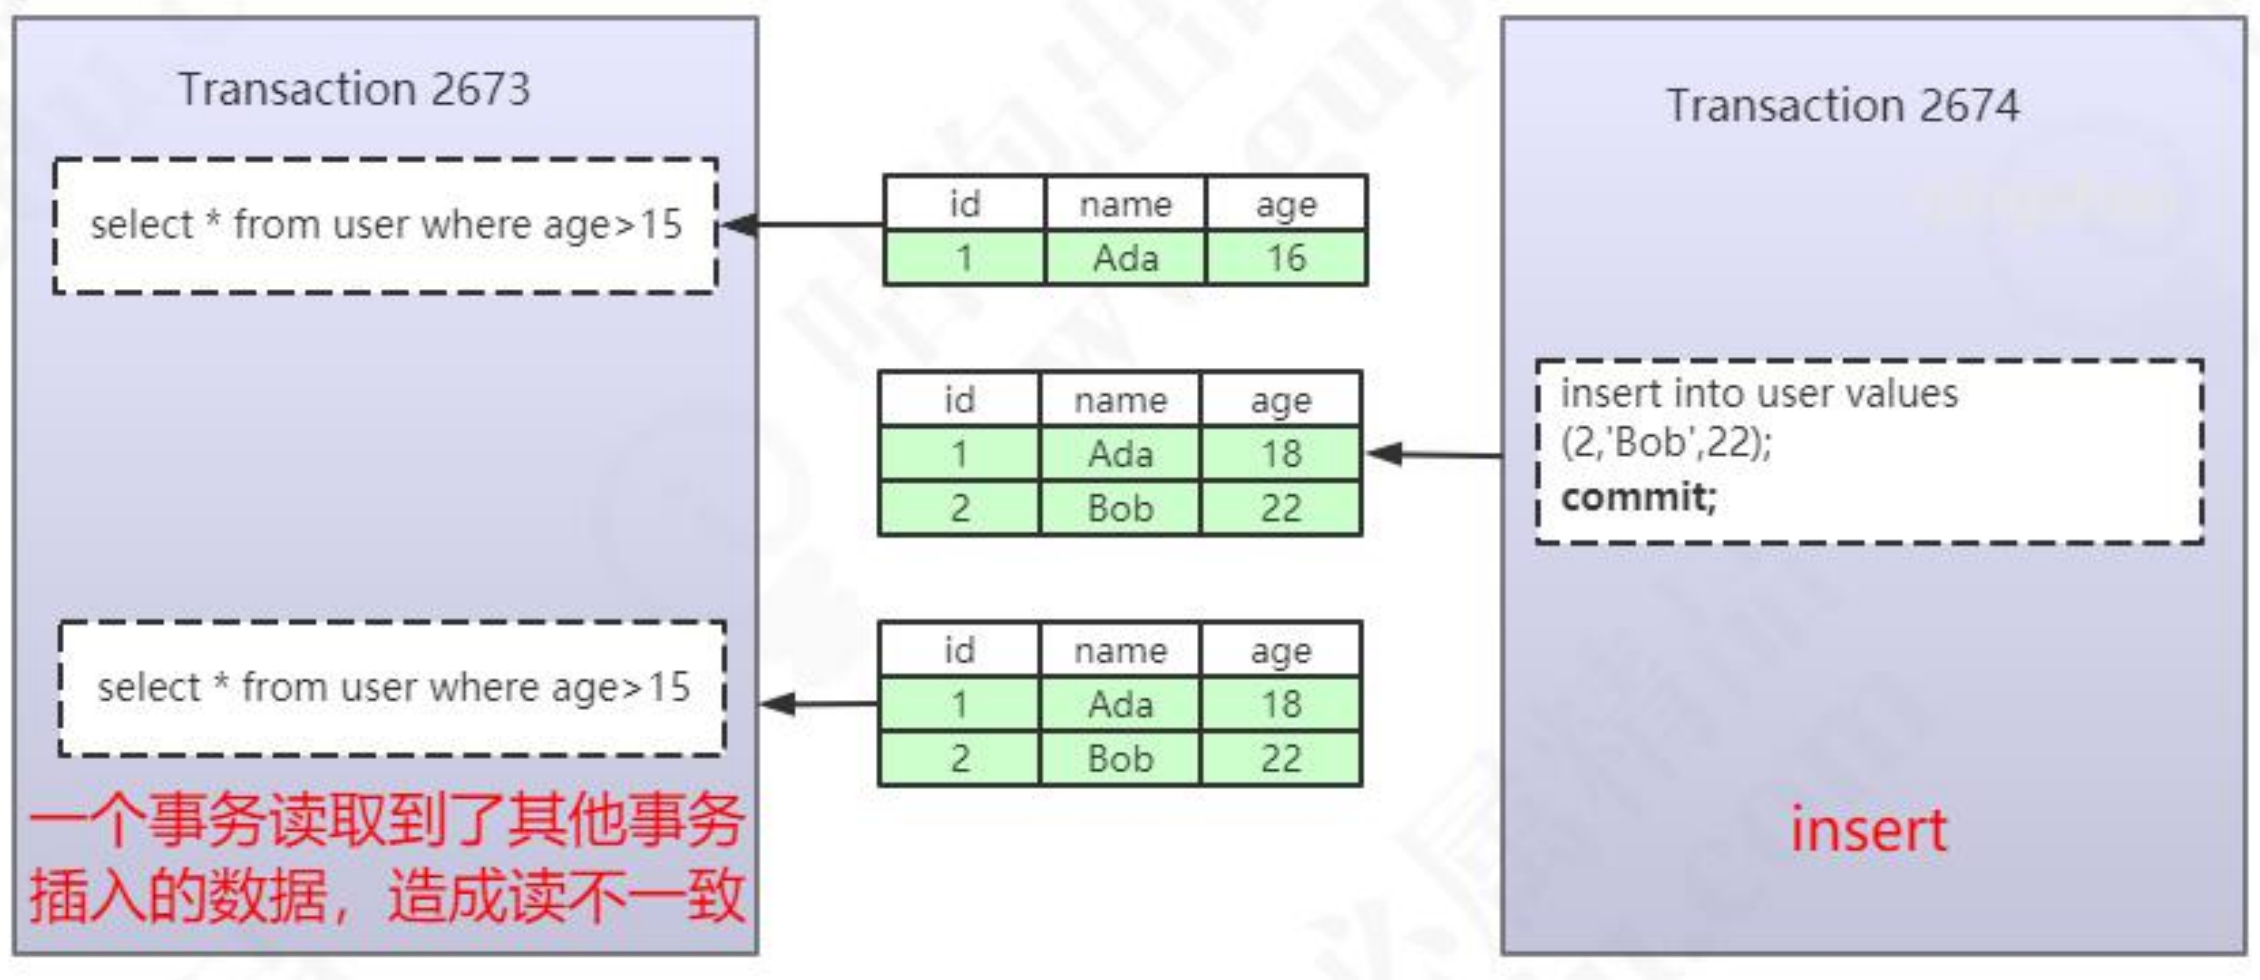 Transaction 2673
select * from user where age>15
id name age
1 Ada 16
Transaction 2674
insert into user values
(2,'Bob',22);
commit;
id name age
1 Ada 18
2 Bob 22
select * from user where age>15
id name age
1 Ada 18
2 Bob 22
一个事务读取到了其他事务
插入的数据，造成读不一致
insert